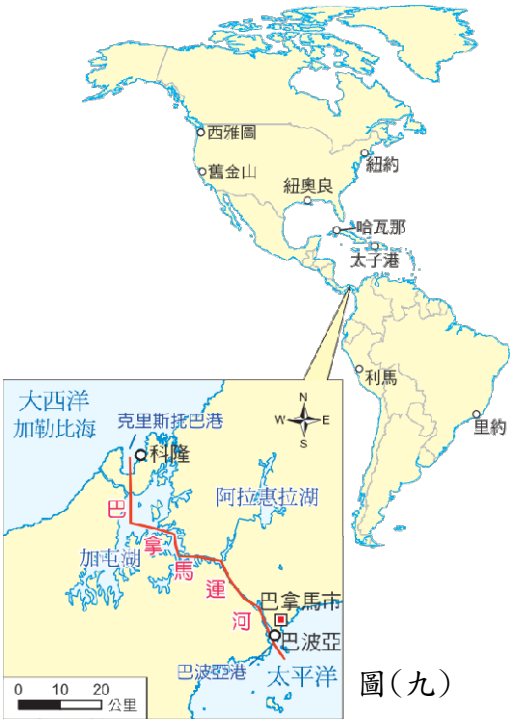 西雅圖
紐約
舊金山
紐奧良
哈瓦那
太子港
利馬
里約
大西洋
加勒比海
克里斯托巴港
科隆
N
W E
S
阿拉惠拉湖
巴拿馬運河
加屯湖
巴拿馬市
巴波亞
巴波亞港
太平洋
0 10 20
公里
圖(九)